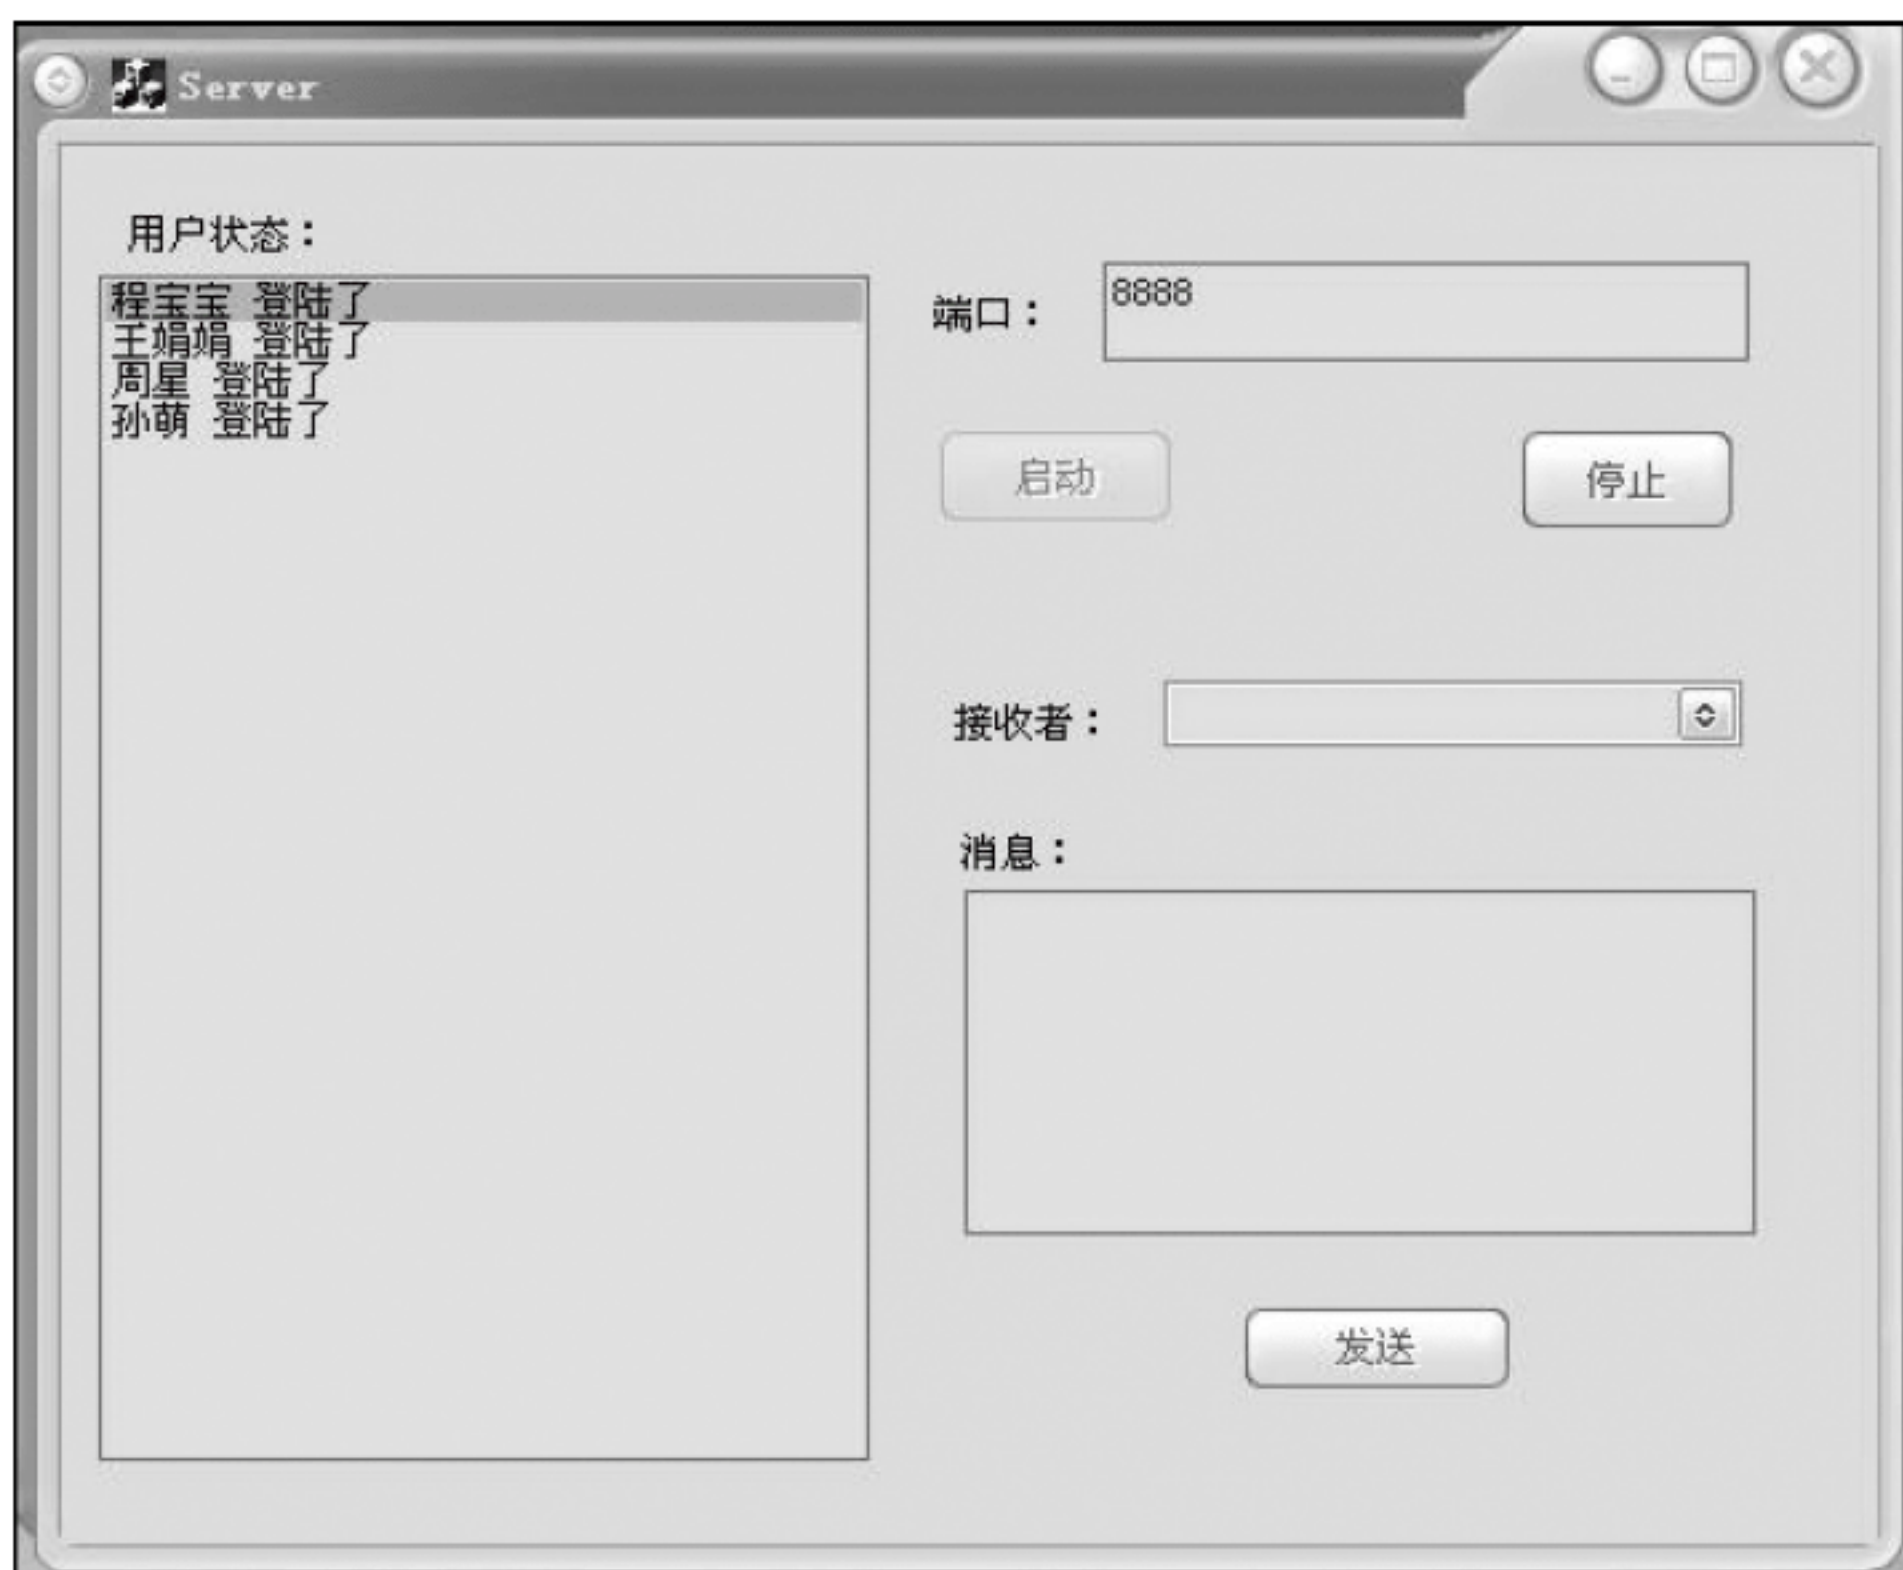 Server
用户状态：
程宝宝 登陆了
王娟娟 登陆了
周星 登陆了
孙萌 登陆了
端口：
8888
启动
停止
接收者：
消息：
发送